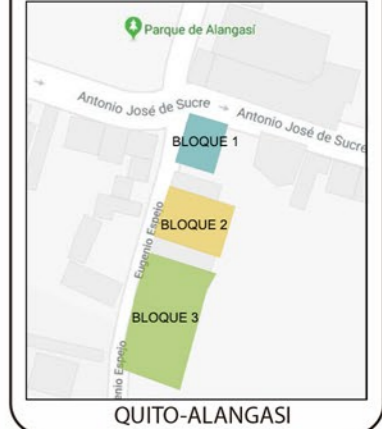 Parque de Alangasí
Antonio José de Sucre
Antonio José de Sucre
BLOQUE 1
BLOQUE 2
Eugenio Espejo
BLOQUE 3
enio Espejo
QUITO-ALANGASI